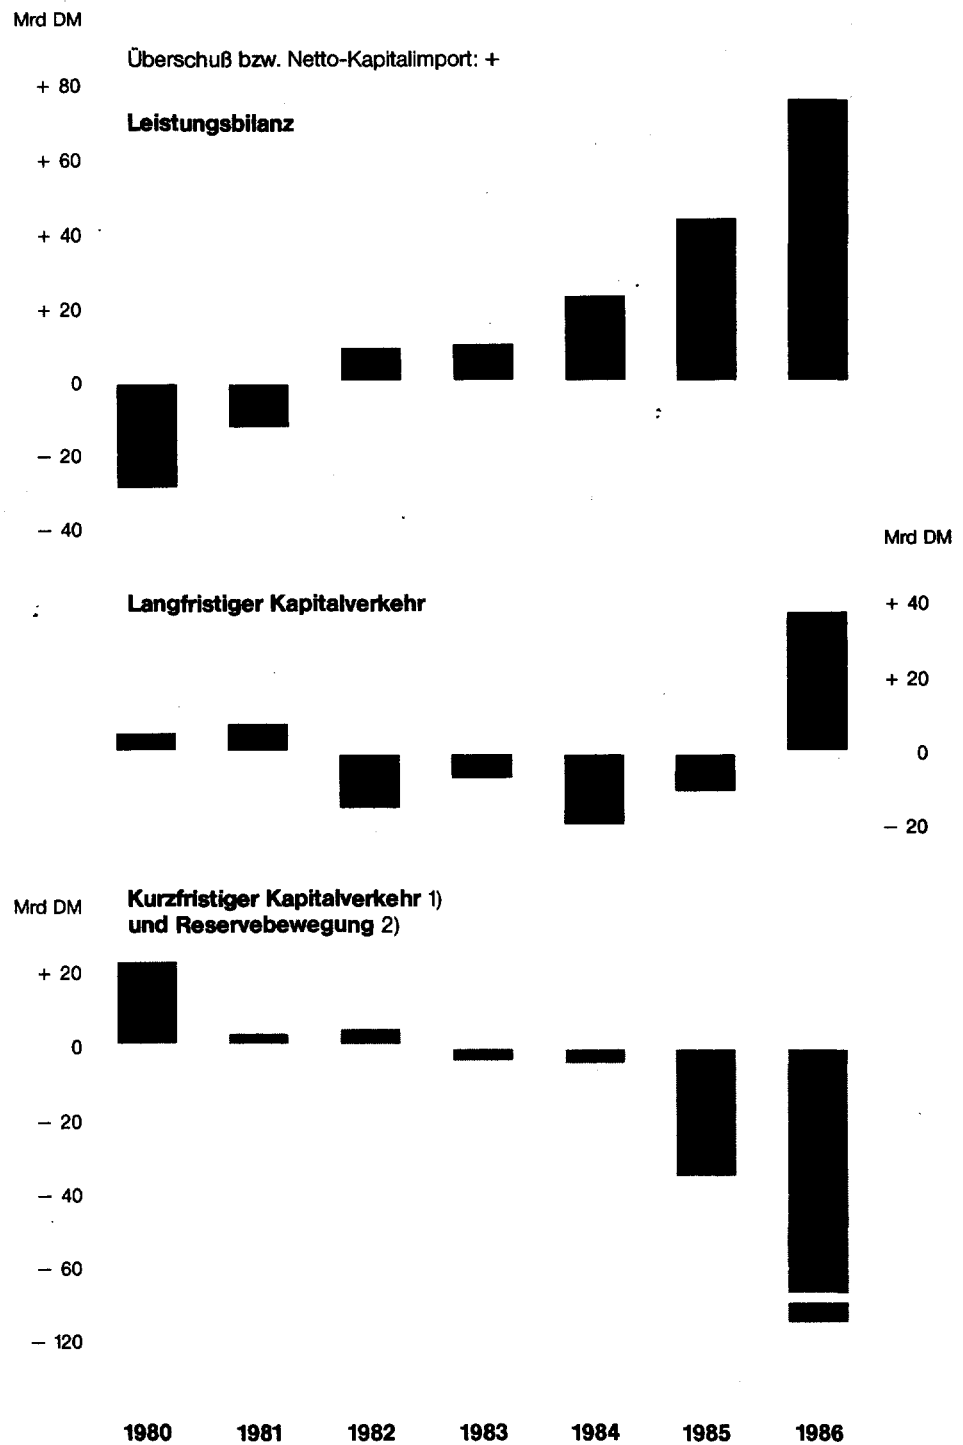 Mrd DM
Überschuß bzw. Netto-Kapitalimport: +
+ 80
Leistungsbilanz
+ 60
+ 40
+ 20
0
− 20
− 40
Mrd DM
Langfristiger Kapitalverkehr
+ 40
+ 20
0
− 20
Mrd DM
Kurzfristiger Kapitalverkehr 1)
und Reservebewegung 2)
+ 20
0
− 20
− 40
− 60
− 120
1980 1981 1982 1983 1984 1985 1986